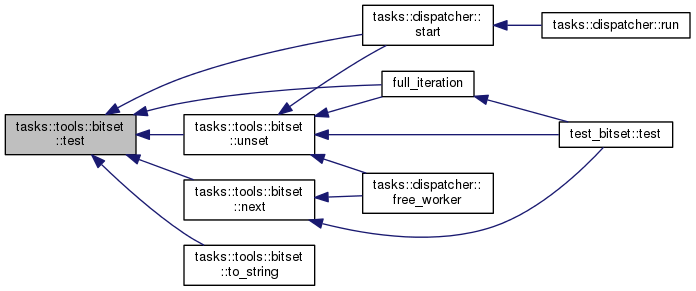 tasks::tools::bitset
::test
tasks::dispatcher::
start
tasks::dispatcher::run
full_iteration
tasks::tools::bitset
::unset
test_bitset::test
tasks::tools::bitset
::next
tasks::dispatcher::
free_worker
tasks::tools::bitset
::to_string